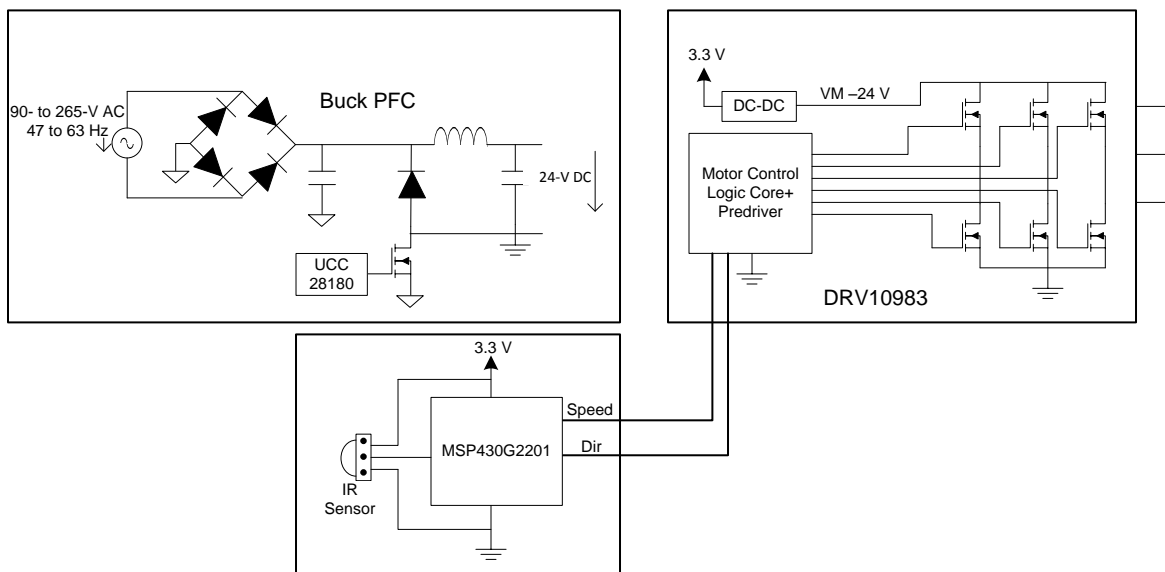 90- to 265-V AC
47 to 63 Hz
Buck PFC
24-V DC
UCC
28180
3.3 V
DC-DC
VM –24 V
Motor Control
Logic Core+
Predriver
DRV10983
3.3 V
Speed
MSP430G2201
Dir
IR
Sensor